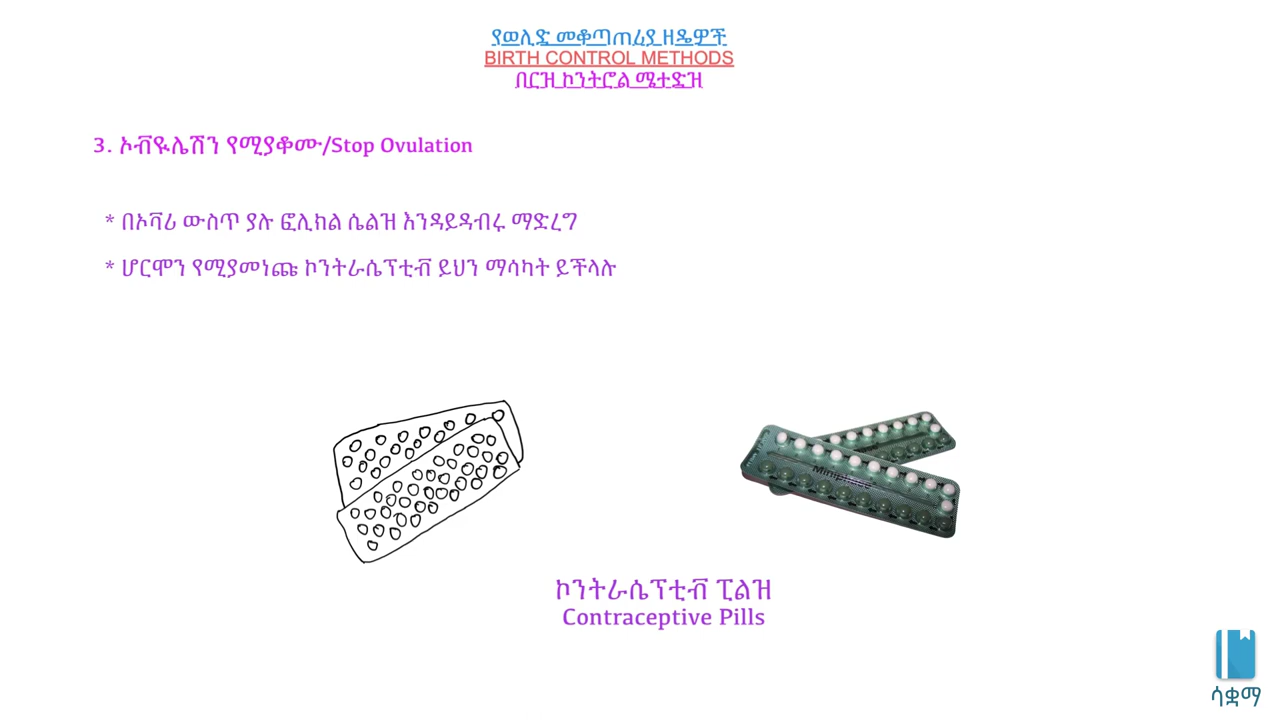 የወሊድ መቆጣጠሪያ ዘዴዎች
BIRTH CONTROL METHODS
በርዝ ኮንትሮል ሜተድዝ
3. ኦቭዩሌሽን የሚያቆሙ/Stop Ovulation
* በኦቫሪ ውስጥ ያሉ ፎሊክል ሴልዝ እንዳይዳብሩ ማድረግ
* ሆርሞን የሚያመነጩ ኮንትራሴፕቲቭ ይህን ማሳካት ይችላሉ
ኮንትራሴፕቲቭ ፒልዝ
Contraceptive Pills
ሳቋማ